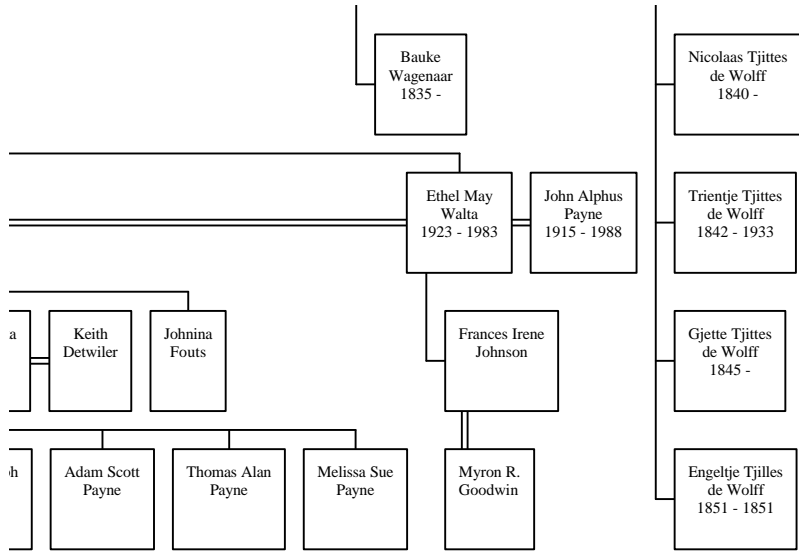 Bauke
Wagenaar
1835 -
Nicolaas Tjittes
de Wolff
1840 -
Ethel May
Walta
1923 - 1983
John Alphus
Payne
1915 - 1988
Trientje Tjittes
de Wolff
1842 - 1933
a
Keith
Detwiler
Johnina
Fouts
Frances Irene
Johnson
Gjette Tjittes
de Wolff
1845 -
ph
Adam Scott
Payne
Thomas Alan
Payne
Melissa Sue
Payne
Myron R.
Goodwin
Engeltje Tjilles
de Wolff
1851 - 1851